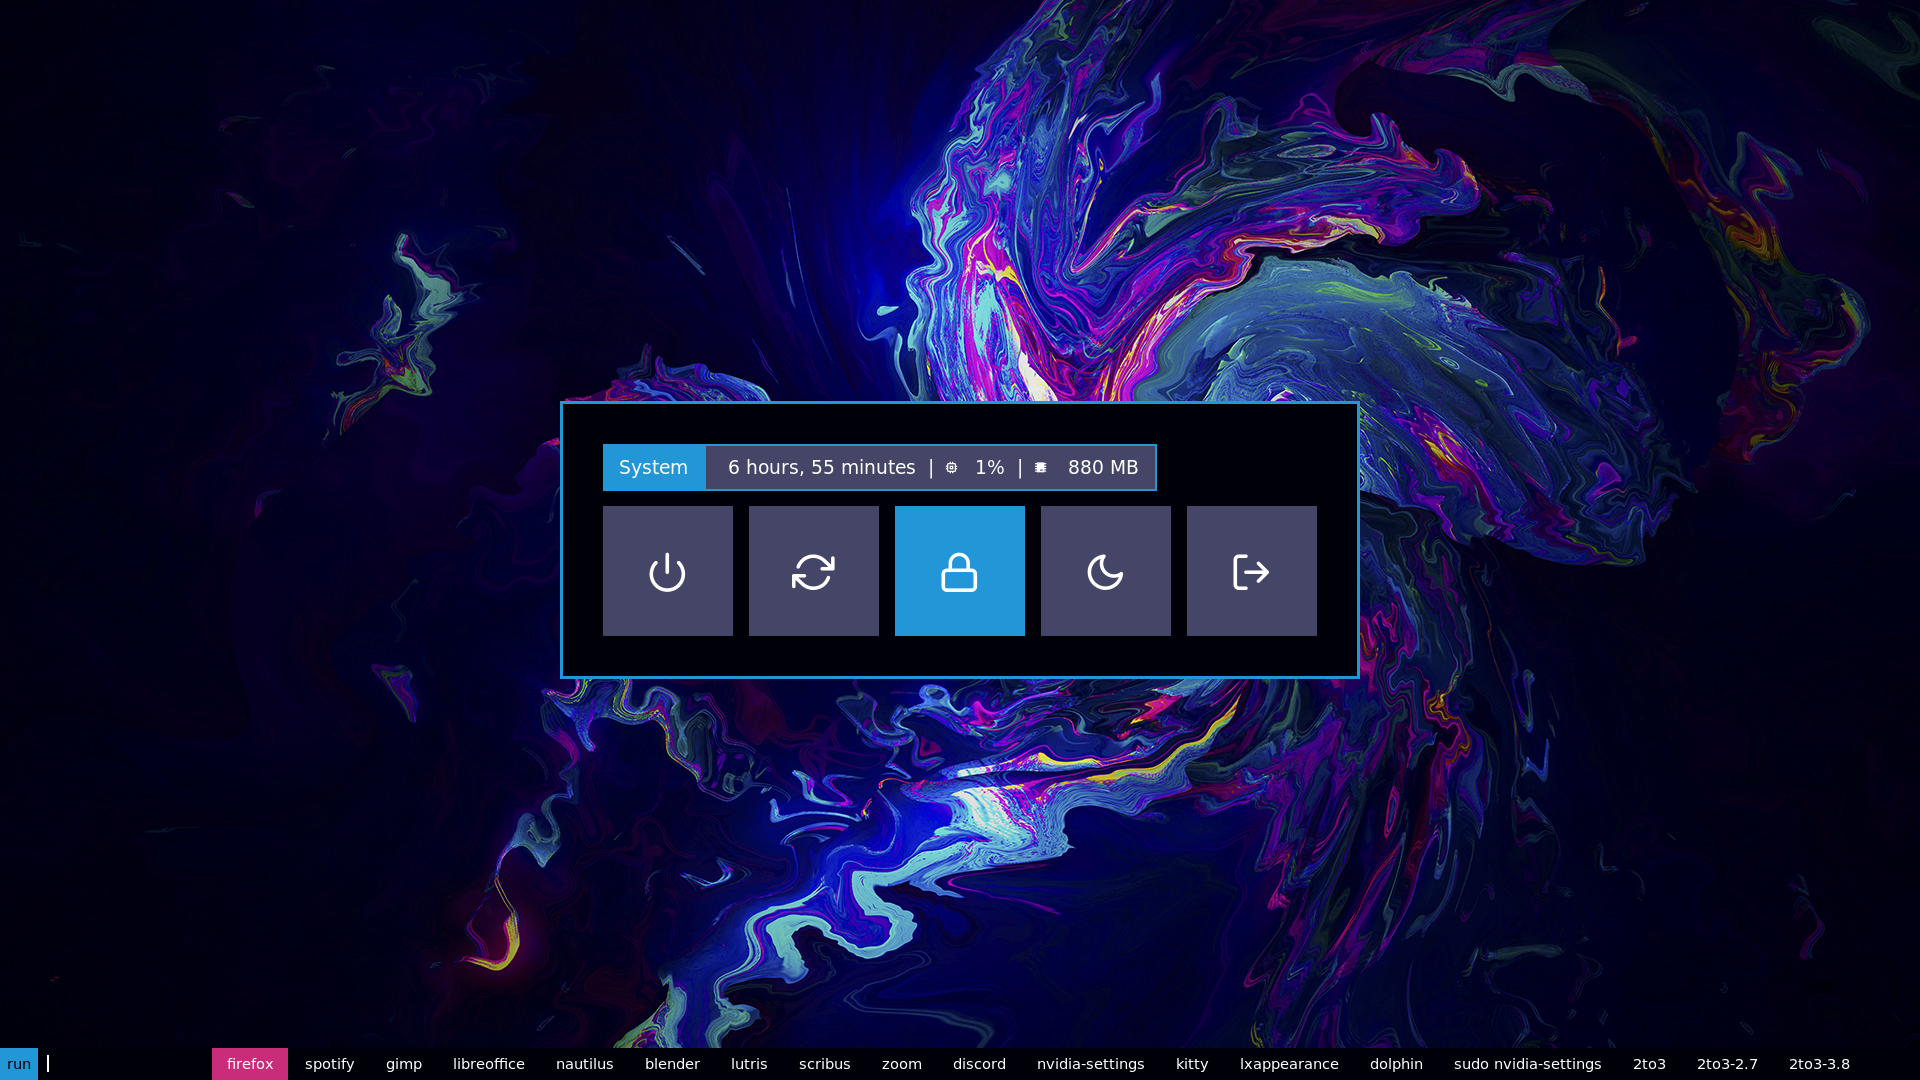 System 6 hours, 55 minutes | 1% | 880 MB
run firefox spotify gimp libreoffice nautilus blender lutris scribus zoom discord nvidia-settings kitty lxappearance dolphin sudo nvidia-settings 2to3 2to3-2.7 2to3-3.8